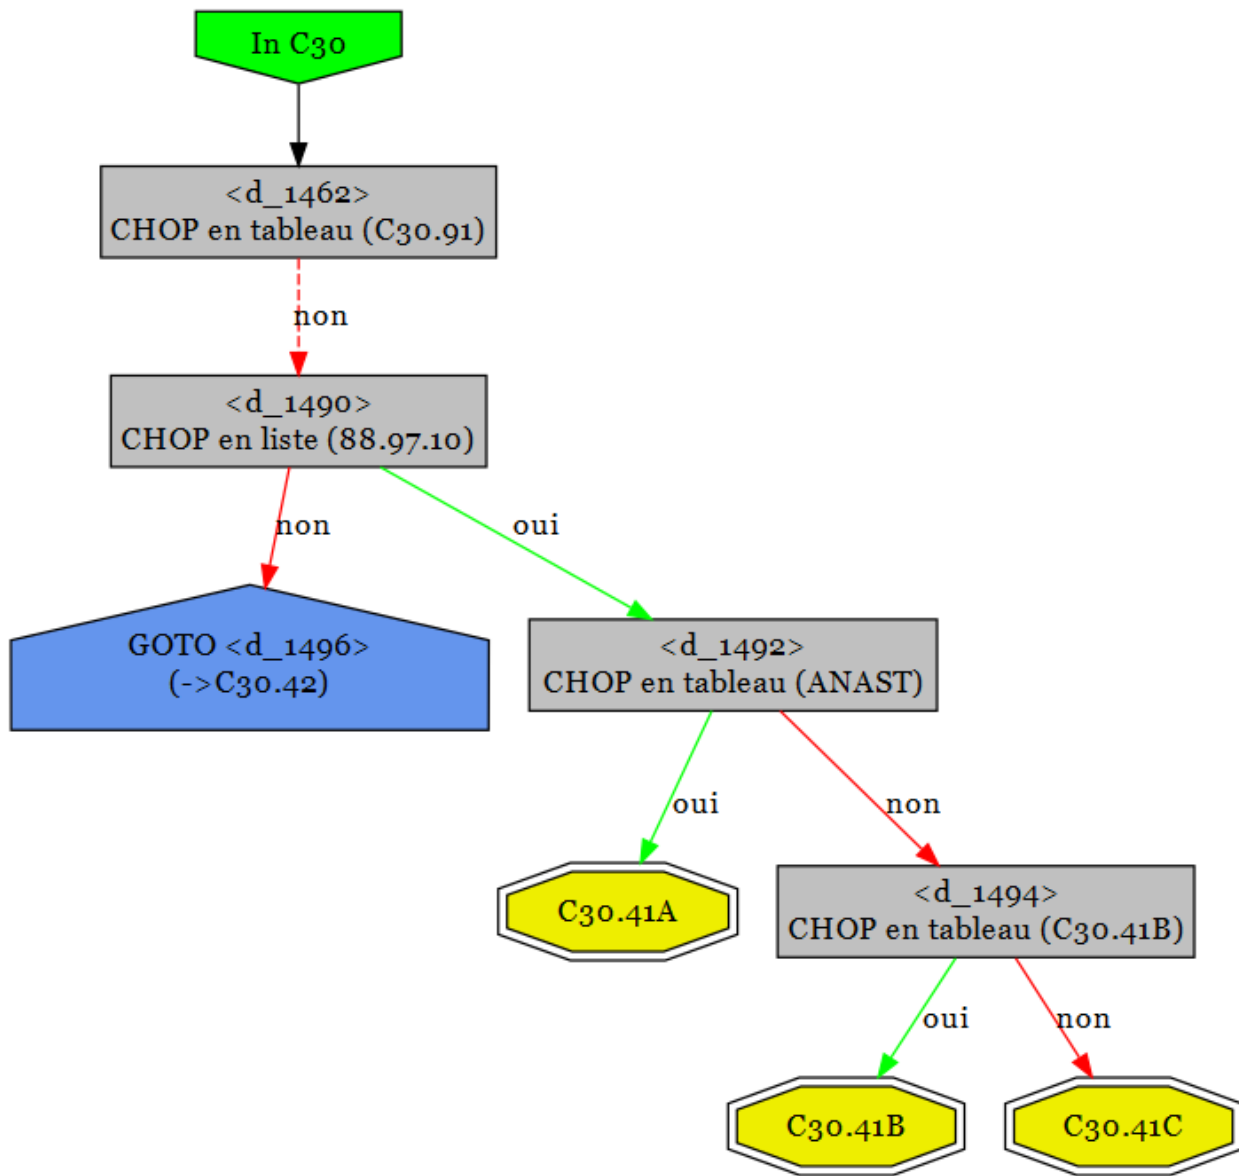 In C30
<d_1462>
CHOP en tableau (C30.91)
non
<d_1490>
CHOP en liste (88.97.10)
non
oui
GOTO <d_1496>
(->C30.42)
<d_1492>
CHOP en tableau (ANAST)
oui
non
C30.41A
<d_1494>
CHOP en tableau (C30.41B)
oui
non
C30.41B
C30.41C